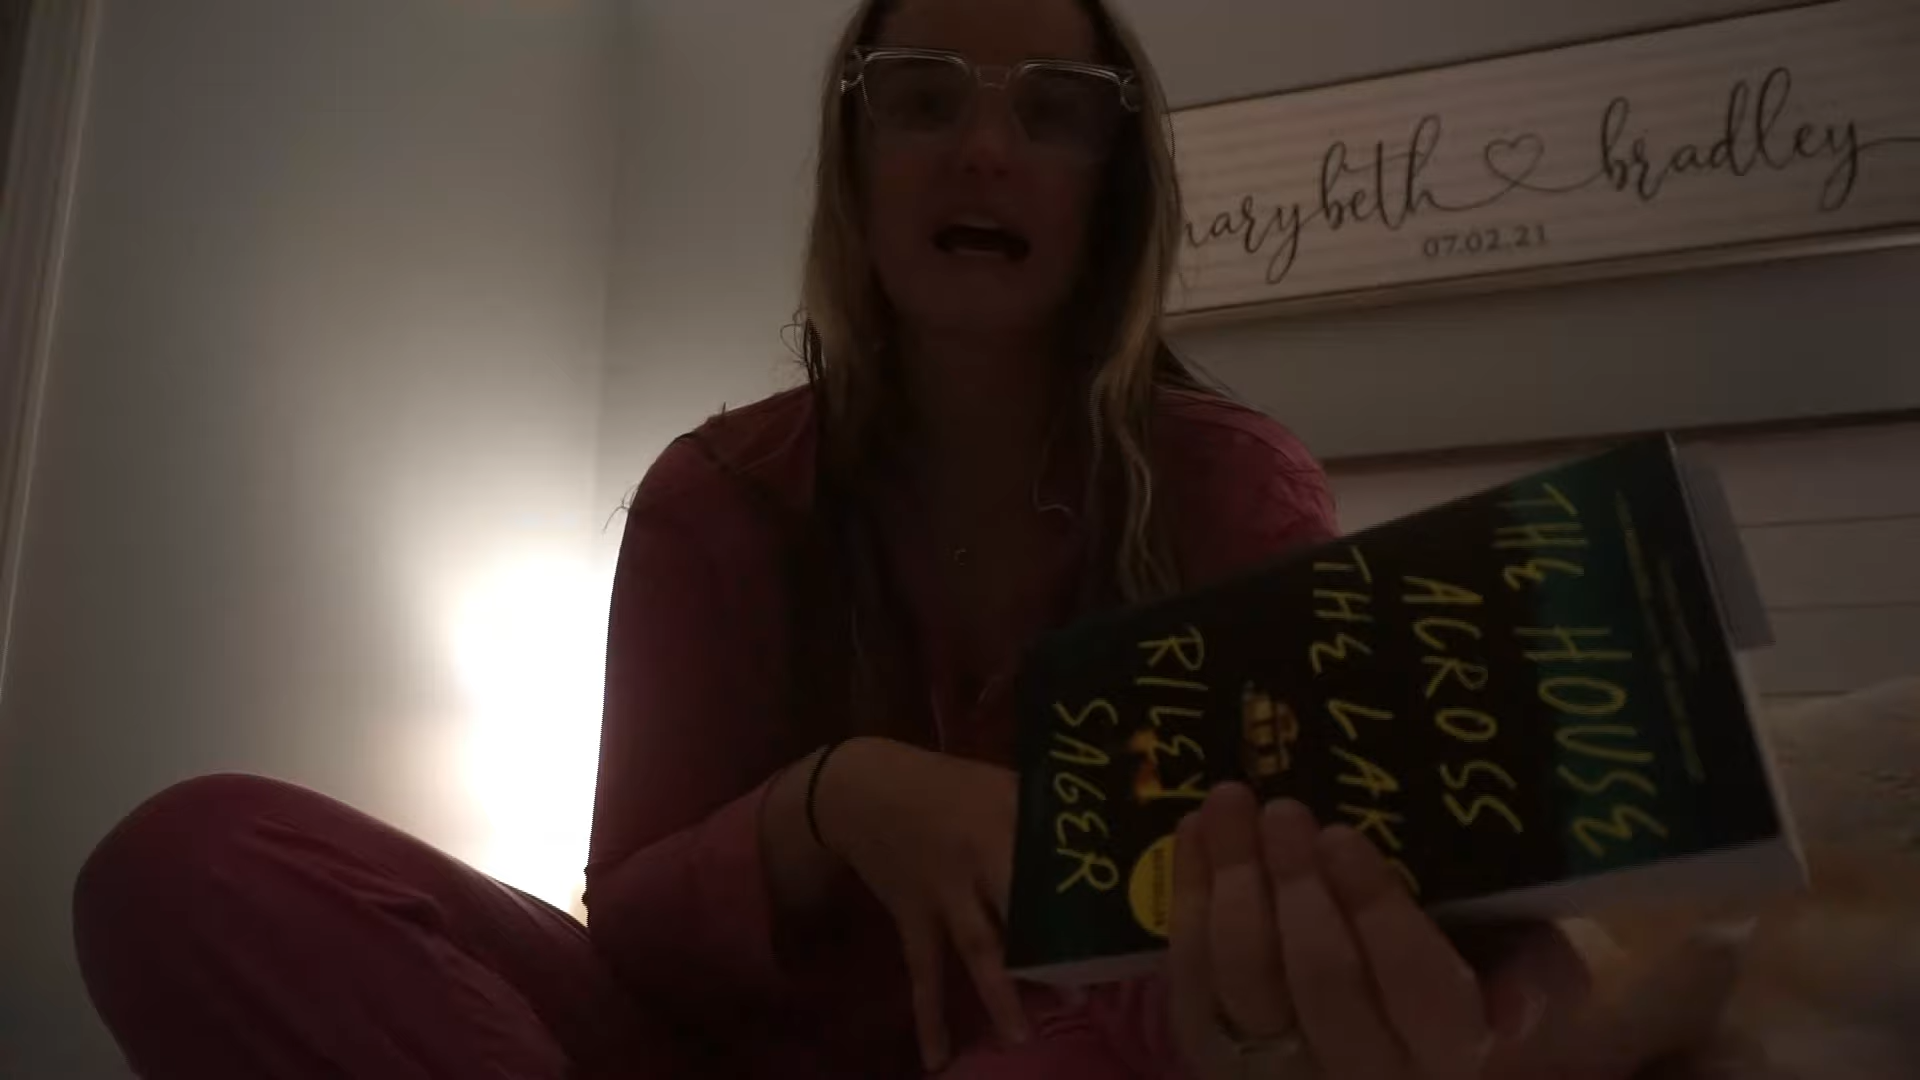 marybeth bradley
07.02.21
THE HOUSE
ACROSS
THE LAKE
RILEY
SAGER